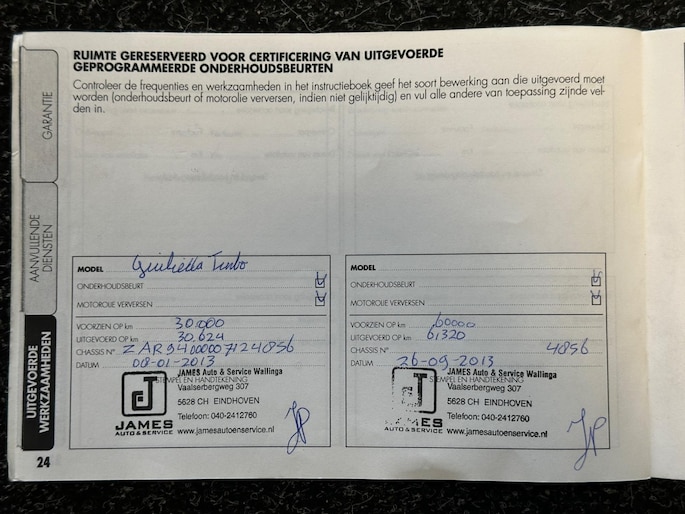 RUIMTE GERESERVEERD VOOR CERTIFICERING VAN UITGEVOERDE
GEPROGRAMMEERDE ONDERHOUDSBEURTEN
Controleer de frequenties en werkzaamheden in het instructieboek geef het soort bewerking aan die uitgevoerd moet
worden (onderhoudsbeurt of motorolie verversen, indien niet gelijktijdig) en vul alle andere van toepassing zijnde vel-
den in.
GARANTIE
AANVULLENDE
DIENSTEN
UITGEVOERDE
WERKZAAMHEDEN
MODEL Giulietta Turbo
ONDERHOUDSBEURT
MOTOROLIE VERVERSEN
VOORZIEN OP km 30.000
UITGEVOERD OP km 30.624
CHASSIS N° ZAR94000007124856
DATUM 08-01-2013
STEMPEL EN HANDTEKENING
JAMES Auto & Service Wallinga
Vaalserbergweg 307
5628 CH EINDHOVEN
Telefoon: 040-2412760
www.jamesautoenservice.nl
JAMES
AUTO & SERVICE
MODEL
ONDERHOUDSBEURT
MOTOROLIE VERVERSEN
VOORZIEN OP km 60000
UITGEVOERD OP km 61320
CHASSIS N° 4856
DATUM 26-09-2013
STEMPEL EN HANDTEKENING
JAMES Auto & Service Wallinga
Vaalserbergweg 307
5628 CH EINDHOVEN
Telefoon: 040-2412760
www.jamesautoenservice.nl
JAMES
AUTO & SERVICE
24